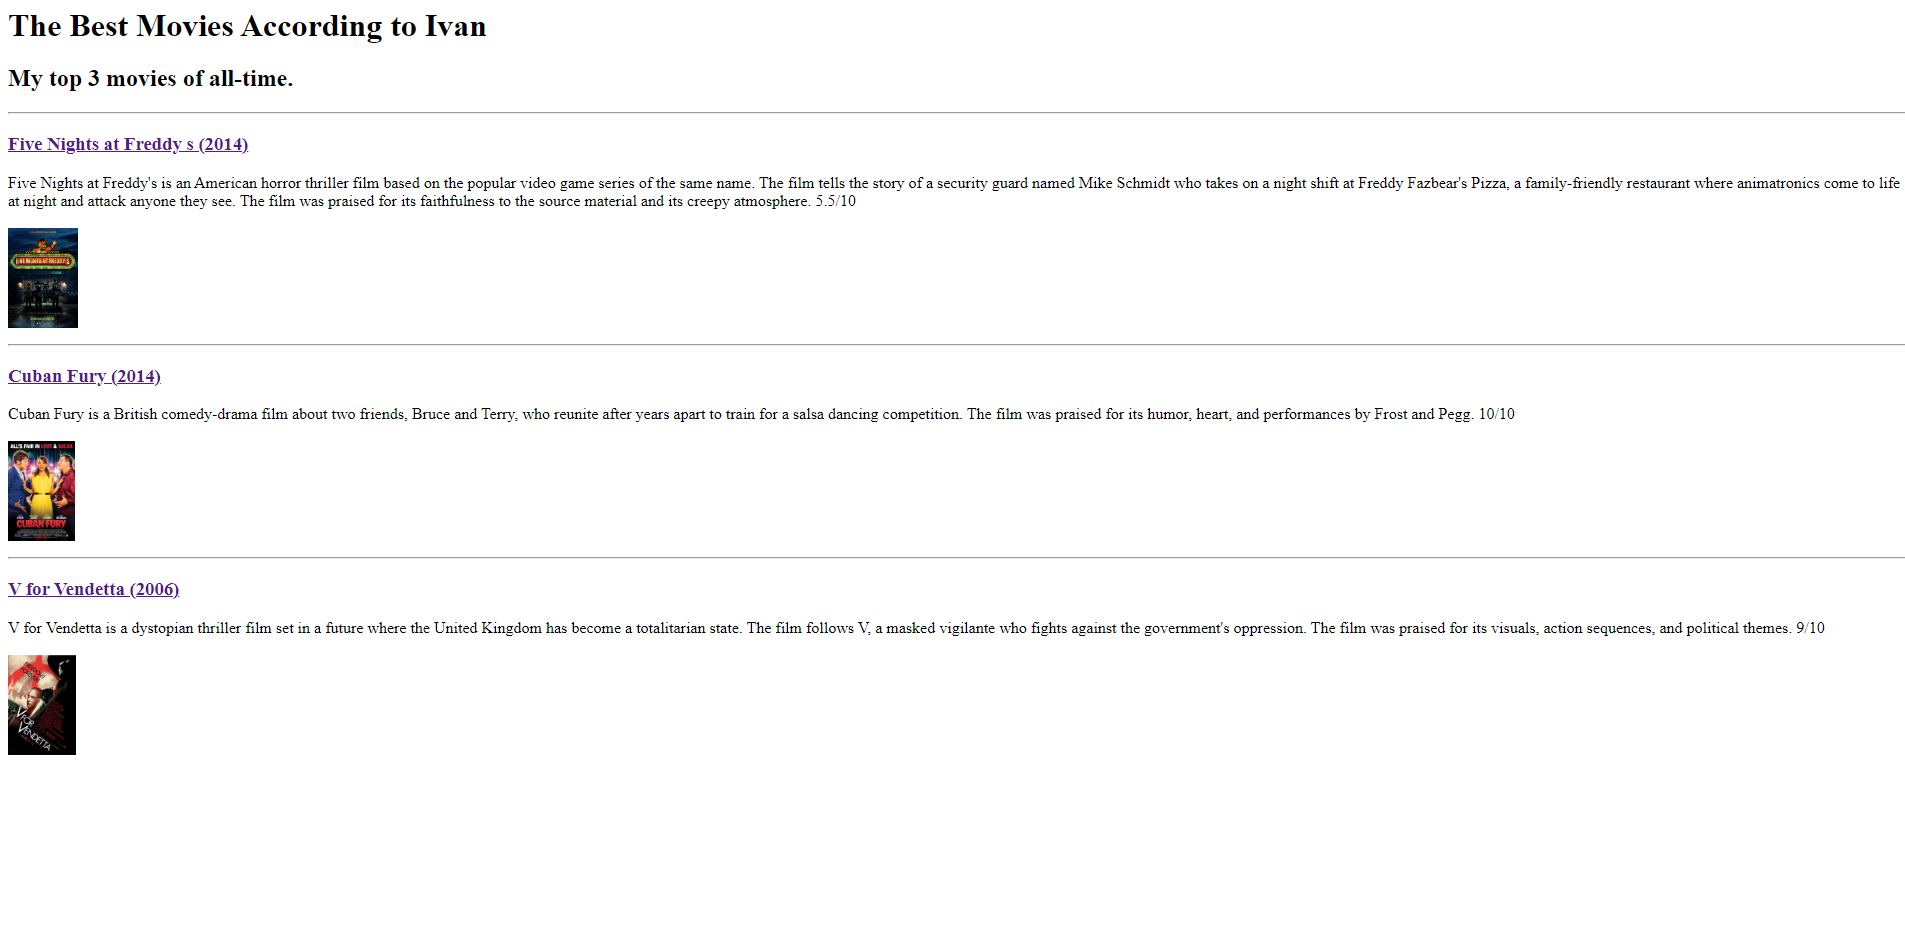 The Best Movies According to Ivan
My top 3 movies of all-time.
Five Nights at Freddy s (2014)
Five Nights at Freddy's is an American horror thriller film based on the popular video game series of the same name. The film tells the story of a security guard named Mike Schmidt who takes on a night shift at Freddy Fazbear's Pizza, a family-friendly restaurant where animatronics come to life
at night and attack anyone they see. The film was praised for its faithfulness to the source material and its creepy atmosphere. 5.5/10
FIVE NIGHTS AT FREDDY'S
Cuban Fury (2014)
Cuban Fury is a British comedy-drama film about two friends, Bruce and Terry, who reunite after years apart to train for a salsa dancing competition. The film was praised for its humor, heart, and performances by Frost and Pegg. 10/10
ALL'S FAIR IN LOVE & SALSA
CUBAN FURY
V for Vendetta (2006)
V for Vendetta is a dystopian thriller film set in a future where the United Kingdom has become a totalitarian state. The film follows V, a masked vigilante who fights against the government's oppression. The film was praised for its visuals, action sequences, and political themes. 9/10
V FOR
VENDETTA